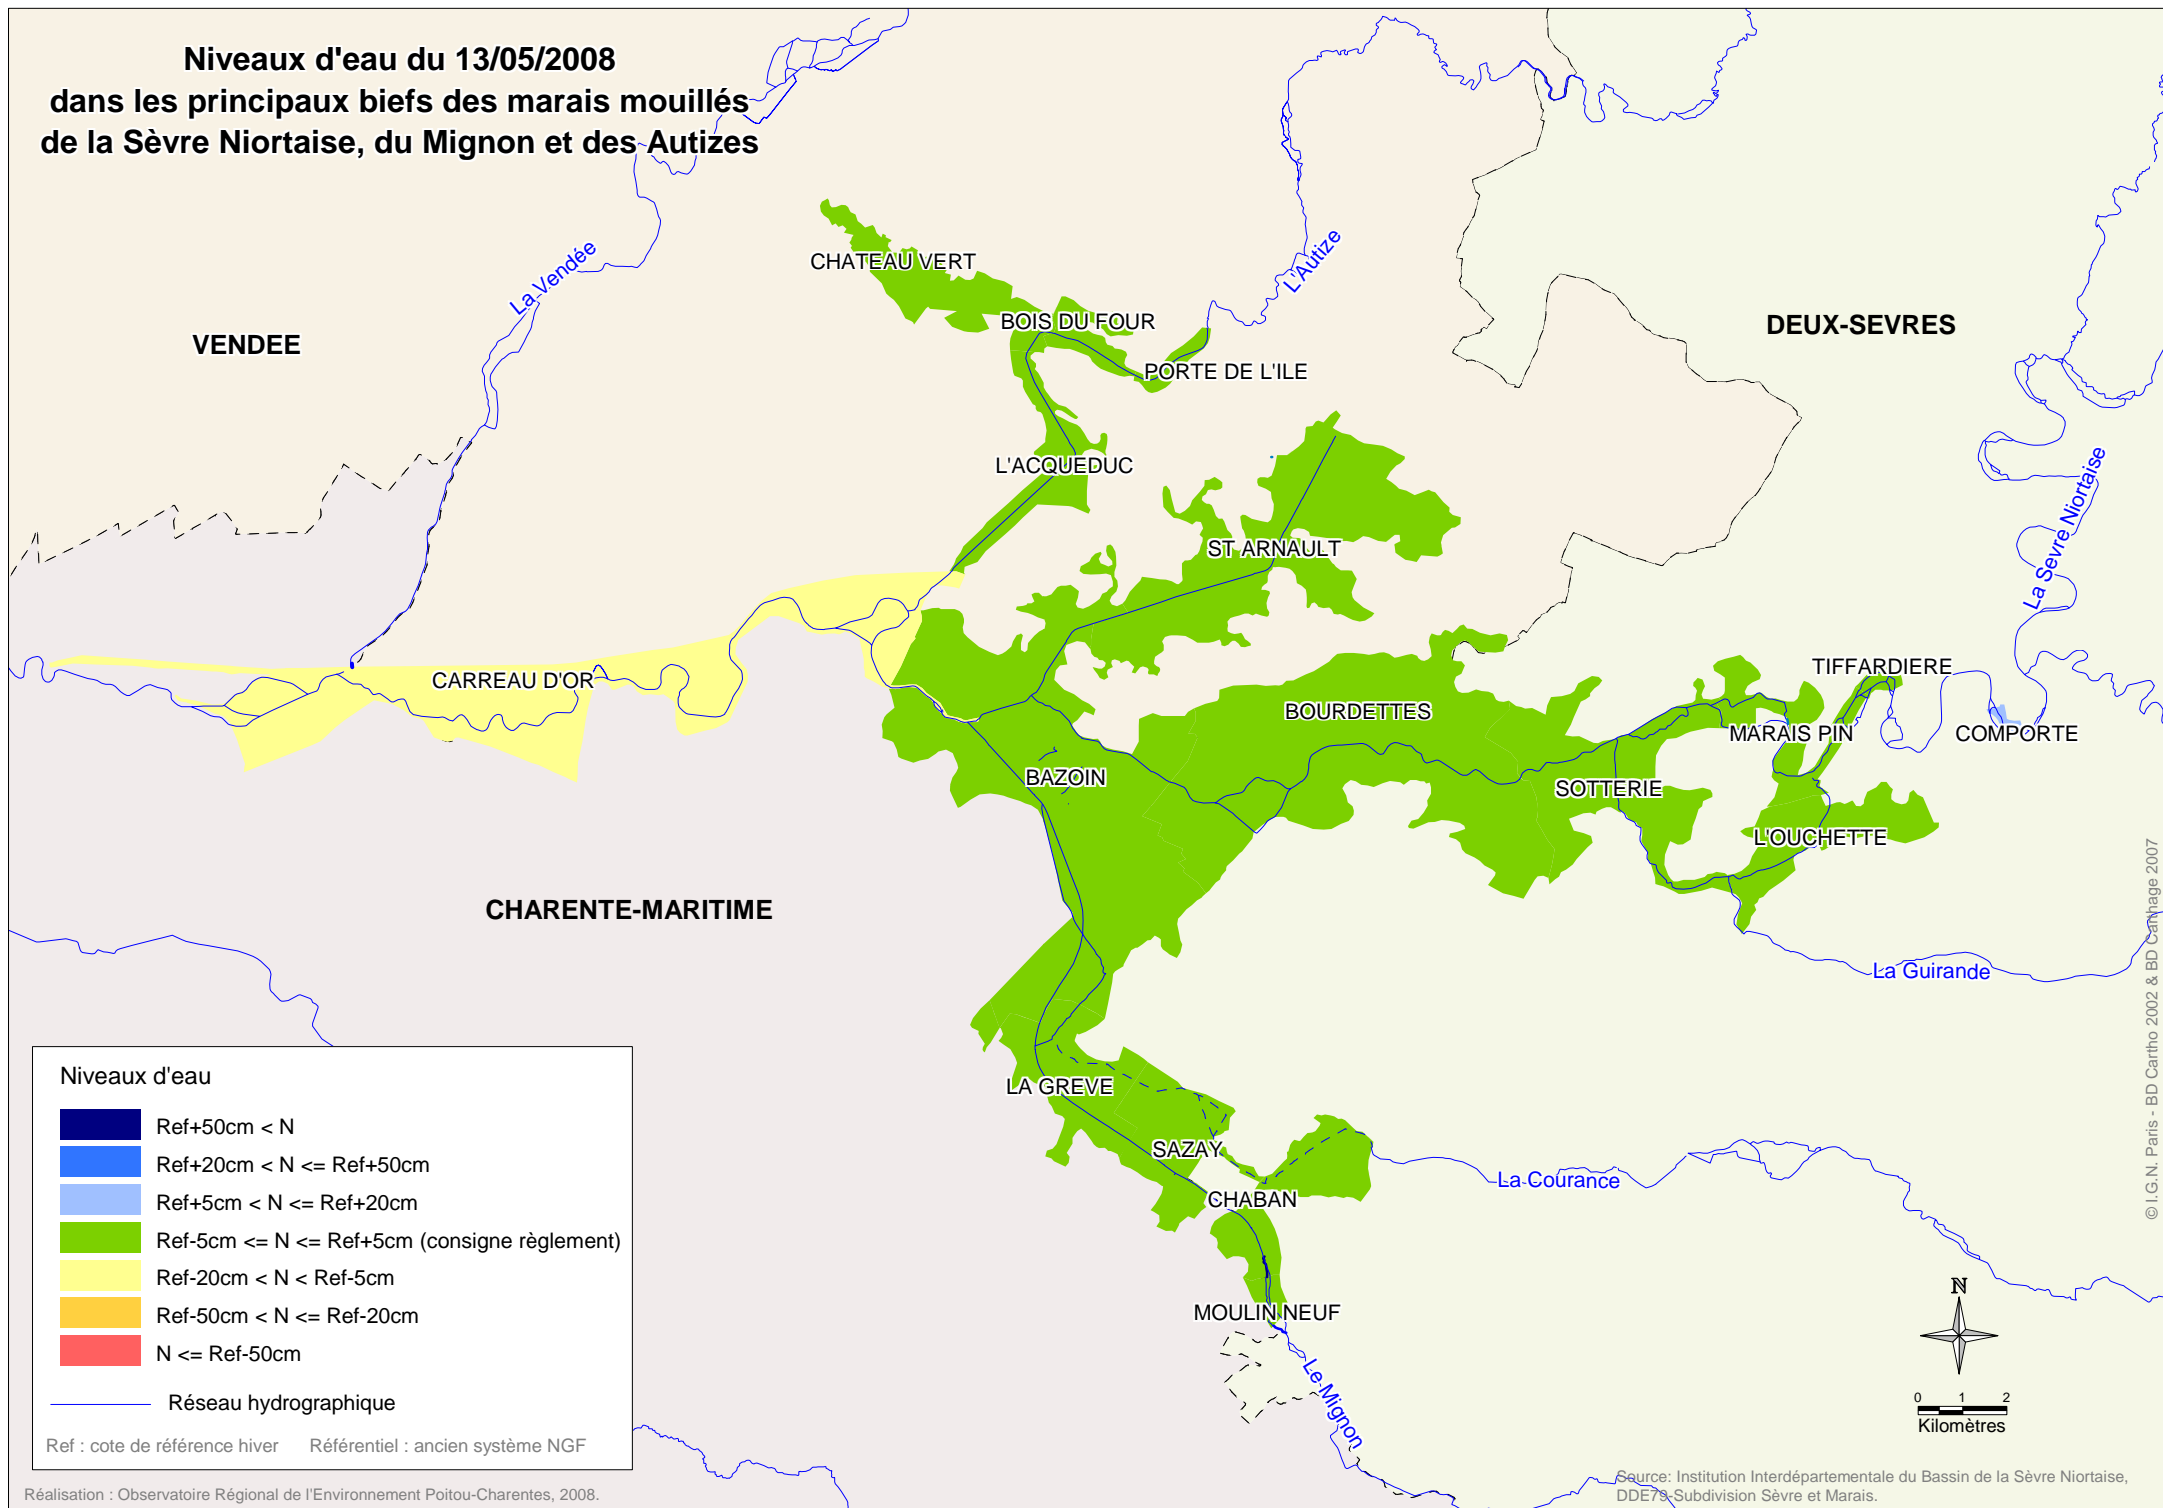 Niveaux d'eau du 13/05/2008
dans les principaux biefs des marais mouillés
de la Sèvre Niortaise, du Mignon et des Autizes
La Vendée
CHATEAU VERT
L'Autize
BOIS DU FOUR
DEUX-SEVRES
VENDEE
PORTE DE L'ILE
L'ACQUEDUC
La Sevre Niortaise
ST ARNAULT
TIFFARDIERE
CARREAU D'OR
BOURDETTES
MARAIS PIN
COMPORTE
BAZOIN
SOTTERIE
L'OUCHETTE
CHARENTE-MARITIME
La Guirande
LA GREVE
SAZAY
La Courance
CHABAN
MOULIN NEUF
Le Mignon
Niveaux d'eau
Ref+50cm < N
Ref+20cm < N <= Ref+50cm
Ref+5cm < N <= Ref+20cm
Ref-5cm <= N <= Ref+5cm (consigne règlement)
Ref-20cm < N < Ref-5cm
Ref-50cm < N <= Ref-20cm
N <= Ref-50cm
Réseau hydrographique
Ref : cote de référence hiver Référentiel : ancien système NGF
N
0 1 2
Kilomètres
© I.G.N. Paris - BD Cartho 2002 & BD Carthage 2007
Réalisation : Observatoire Régional de l'Environnement Poitou-Charentes, 2008.
Source: Institution Interdépartementale du Bassin de la Sèvre Niortaise,
DDE79-Subdivision Sèvre et Marais.